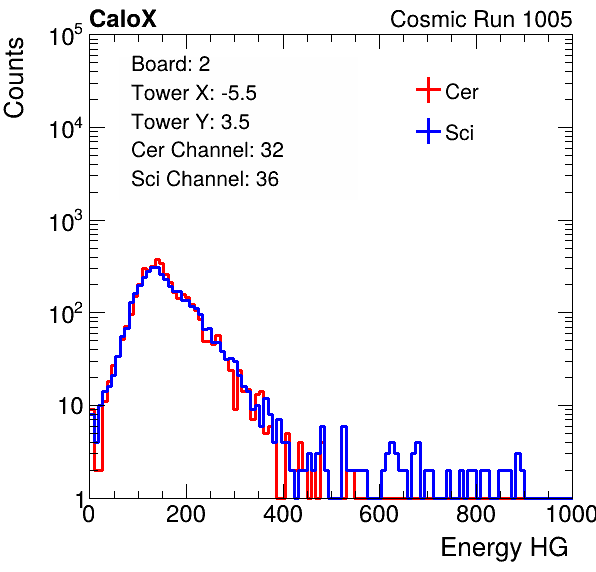 CaloX Cosmic Run 1005
Counts
10^5
10^4
10^3
10^2
10
1
Board: 2
Tower X: -5.5
Tower Y: 3.5
Cer Channel: 32
Sci Channel: 36
Cer
Sci
0 200 400 600 800 1000
Energy HG